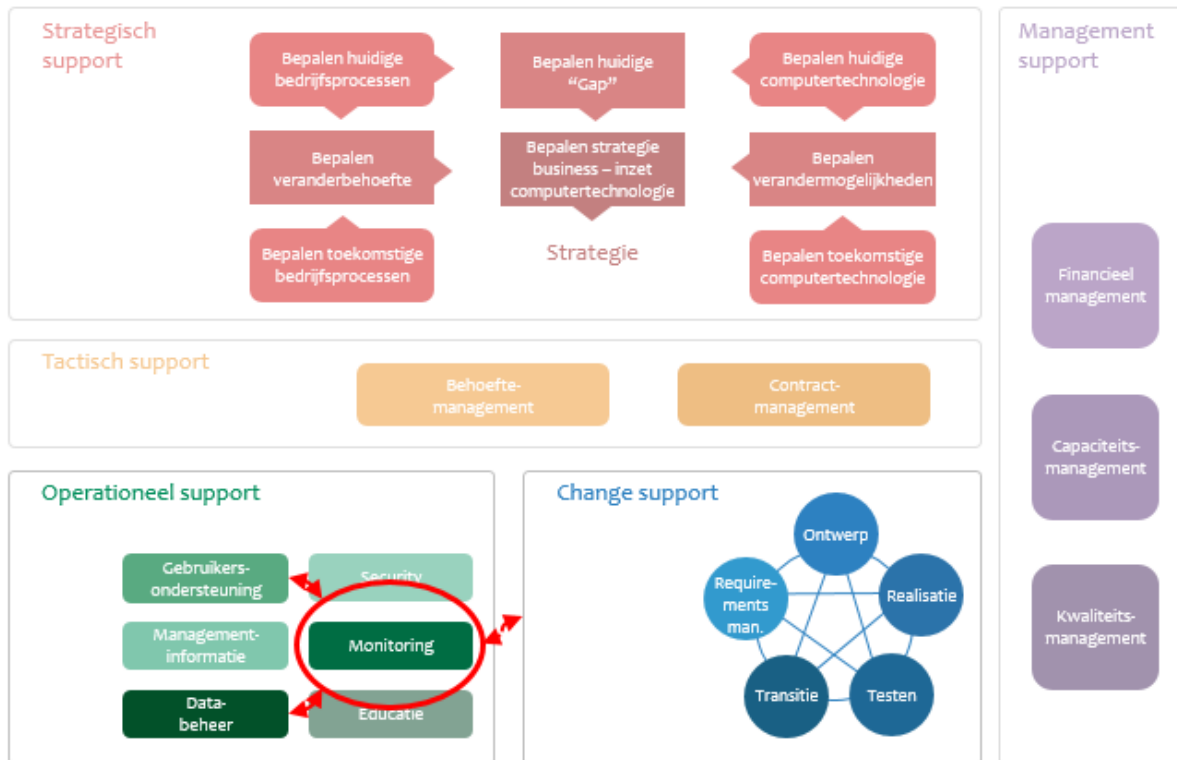 Strategisch
support
Bepalen huidige
bedrijfsprocessen
Bepalen huidige
“Gap”
Bepalen huidige
computertechnologie
Bepalen
veranderbehoefte
Bepalen strategie
business – inzet
computertechnologie
Bepalen
verandermogelijkheden
Bepalen toekomstige
bedrijfsprocessen
Strategie
Bepalen toekomstige
computertechnologie
Tactisch support
Behoefte-
management
Contract-
management
Operationeel support
Gebruikers-
ondersteuning
Security
Management-
informatie
Monitoring
Data-
beheer
Educatie
Change support
Ontwerp
Require-
ments
man.
Realisatie
Transitie
Testen
Management
support
Financieel
management
Capaciteits-
management
Kwaliteits-
management